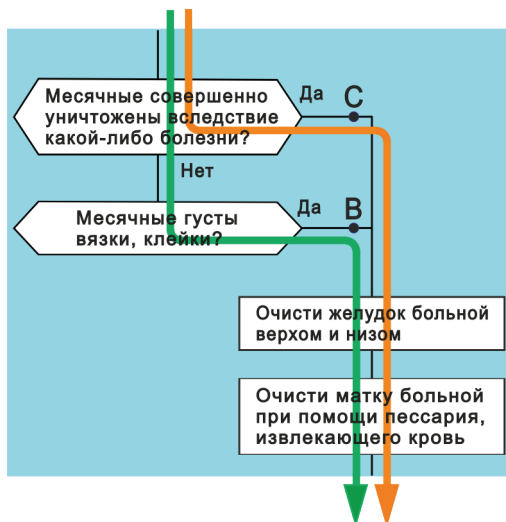 Месячные совершенно
уничтожены вследствие
какой-либо болезни?
Да
C
Нет
Месячные густы
вязки, клейки?
Да
B
Очисти желудок больной
верхом и низом
Очисти матку больной
при помощи пессария,
извлекающего кровь